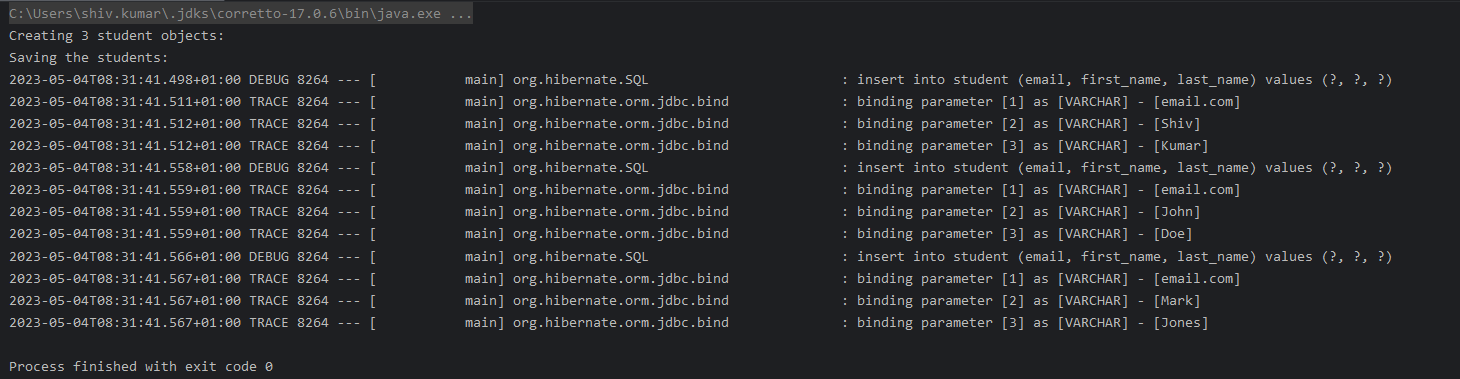 C:\Users\shiv.kumar\.jdks\corretto-17.0.6\bin\java.exe ...
Creating 3 student objects:
Saving the students:
2023-05-04T08:31:41.498+01:00 DEBUG 8264 --- [           main] org.hibernate.SQL                        : insert into student (email, first_name, last_name) values (?, ?, ?)
2023-05-04T08:31:41.511+01:00 TRACE 8264 --- [           main] org.hibernate.orm.jdbc.bind              : binding parameter [1] as [VARCHAR] - [email.com]
2023-05-04T08:31:41.512+01:00 TRACE 8264 --- [           main] org.hibernate.orm.jdbc.bind              : binding parameter [2] as [VARCHAR] - [Shiv]
2023-05-04T08:31:41.512+01:00 TRACE 8264 --- [           main] org.hibernate.orm.jdbc.bind              : binding parameter [3] as [VARCHAR] - [Kumar]
2023-05-04T08:31:41.558+01:00 DEBUG 8264 --- [           main] org.hibernate.SQL                        : insert into student (email, first_name, last_name) values (?, ?, ?)
2023-05-04T08:31:41.559+01:00 TRACE 8264 --- [           main] org.hibernate.orm.jdbc.bind              : binding parameter [1] as [VARCHAR] - [email.com]
2023-05-04T08:31:41.559+01:00 TRACE 8264 --- [           main] org.hibernate.orm.jdbc.bind              : binding parameter [2] as [VARCHAR] - [John]
2023-05-04T08:31:41.559+01:00 TRACE 8264 --- [           main] org.hibernate.orm.jdbc.bind              : binding parameter [3] as [VARCHAR] - [Doe]
2023-05-04T08:31:41.566+01:00 DEBUG 8264 --- [           main] org.hibernate.SQL                        : insert into student (email, first_name, last_name) values (?, ?, ?)
2023-05-04T08:31:41.567+01:00 TRACE 8264 --- [           main] org.hibernate.orm.jdbc.bind              : binding parameter [1] as [VARCHAR] - [email.com]
2023-05-04T08:31:41.567+01:00 TRACE 8264 --- [           main] org.hibernate.orm.jdbc.bind              : binding parameter [2] as [VARCHAR] - [Mark]
2023-05-04T08:31:41.567+01:00 TRACE 8264 --- [           main] org.hibernate.orm.jdbc.bind              : binding parameter [3] as [VARCHAR] - [Jones]
Process finished with exit code 0